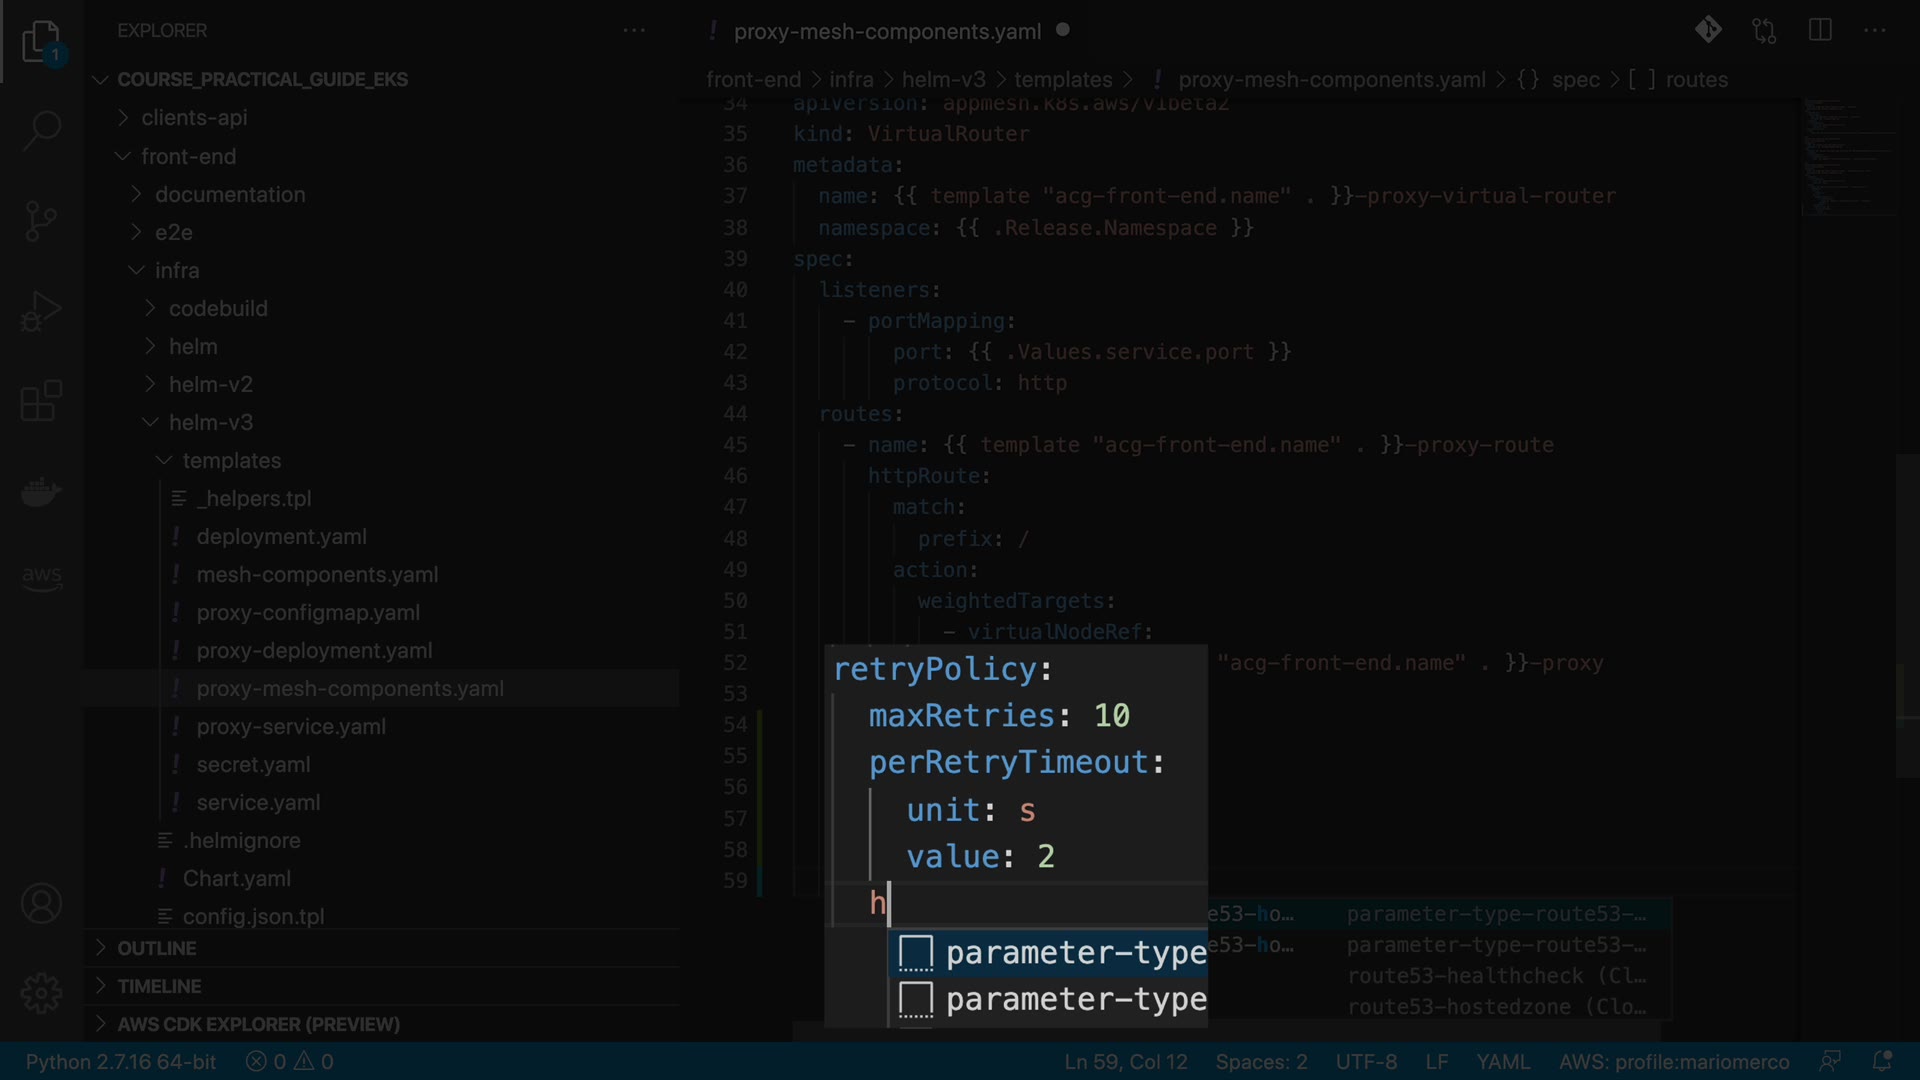 EXPLORER
1
COURSE_PRACTICAL_GUIDE_EKS
clients-api
front-end
documentation
e2e
infra
codebuild
helm
helm-v2
helm-v3
templates
_helpers.tpl
deployment.yaml
mesh-components.yaml
proxy-configmap.yaml
proxy-deployment.yaml
proxy-mesh-components.yaml
proxy-service.yaml
secret.yaml
service.yaml
.helmignore
Chart.yaml
config.json.tpl
OUTLINE
TIMELINE
AWS CDK EXPLORER (PREVIEW)
aws
! proxy-mesh-components.yaml
front-end > infra > helm-v3 > templates > ! proxy-mesh-components.yaml > {} spec > [ ] routes
34 apiVersion: appmesh.k8s.aws/v1beta2
35 kind: VirtualRouter
36 metadata:
37 name: {{ template "acg-front-end.name" . }}-proxy-virtual-router
38 namespace: {{ .Release.Namespace }}
39 spec:
40 listeners:
41 - portMapping:
42 port: {{ .Values.service.port }}
43 protocol: http
44 routes:
45 - name: {{ template "acg-front-end.name" . }}-proxy-route
46 httpRoute:
47 match:
48 prefix: /
49 action:
50 weightedTargets:
51 - virtualNodeRef:
52 "acg-front-end.name" . }}-proxy
53
54
55
56
57
58
59
retryPolicy:
maxRetries: 10
perRetryTimeout:
unit: s
value: 2
h
parameter-type
parameter-type
e53-ho… parameter-type-route53-…
e53-ho… parameter-type-route53-…
route53-healthcheck (Cl…
route53-hostedzone (Clo…
Python 2.7.16 64-bit 0 0 Ln 59, Col 12 Spaces: 2 UTF-8 LF YAML AWS: profile:mariomerco